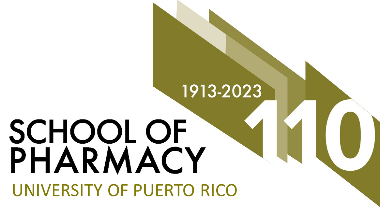 1913-2023
110
SCHOOL OF
PHARMACY
UNIVERSITY OF PUERTO RICO